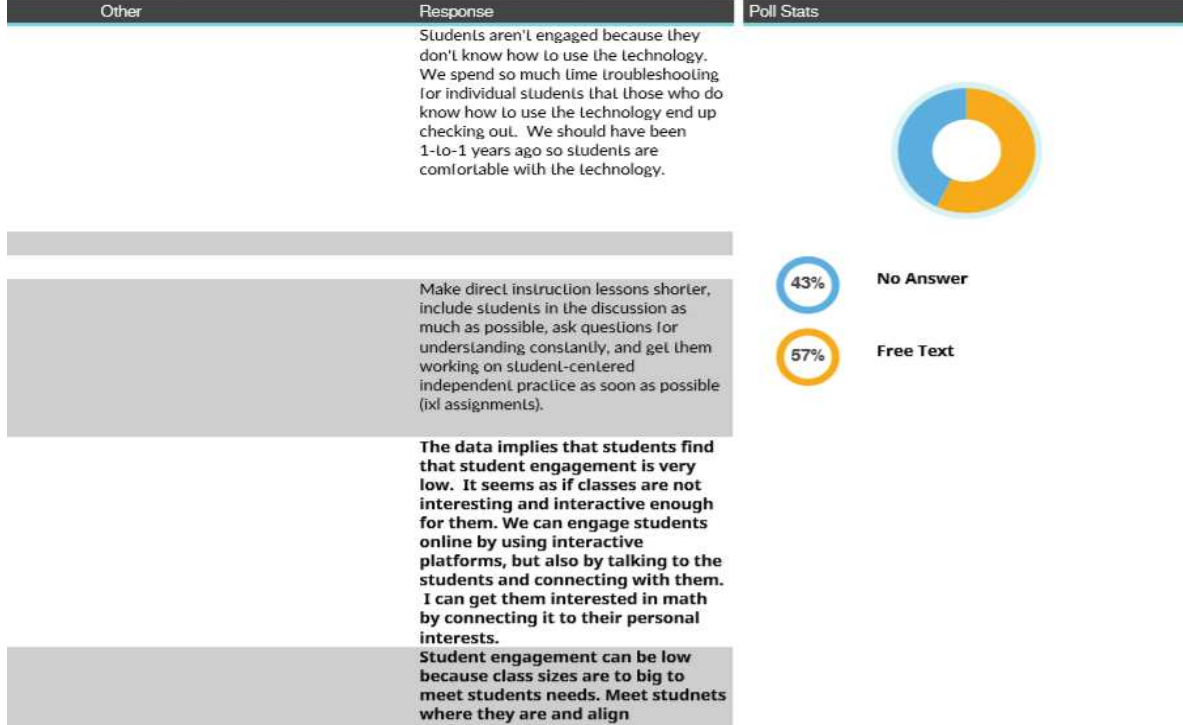 Other
Response
Poll Stats
Students aren't engaged because they
don't know how to use the technology.
We spend so much time troubleshooting
for individual students that those who do
know how to use the technology end up
checking out.  We should have been
1-to-1 years ago so students are
comfortable with the technology.
Make direct instruction lessons shorter,
include students in the discussion as
much as possible, ask questions for
understanding constantly, and get them
working on student-centered
independent practice as soon as possible
(ixl assignments).
The data implies that students find
that student engagement is very
low.  It seems as if classes are not
interesting and interactive enough
for them. We can engage students
online by using interactive
platforms, but also by talking to the
students and connecting with them.
I can get them interested in math
by connecting it to their personal
interests.
Student engagement can be low
because class sizes are to big to
meet students needs. Meet studnets
where they are and align
43%
No Answer
57%
Free Text